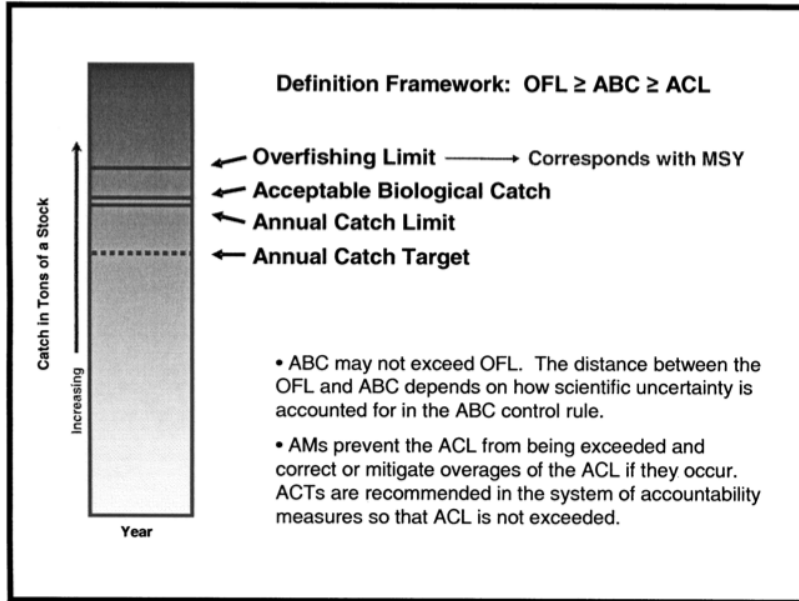 Definition Framework: OFL ≥ ABC ≥ ACL
Overfishing Limit
Corresponds with MSY
Acceptable Biological Catch
Annual Catch Limit
Annual Catch Target
Catch in Tons of a Stock
Increasing
Year
• ABC may not exceed OFL. The distance between the
OFL and ABC depends on how scientific uncertainty is
accounted for in the ABC control rule.
• AMs prevent the ACL from being exceeded and
correct or mitigate overages of the ACL if they occur.
ACTs are recommended in the system of accountability
measures so that ACL is not exceeded.